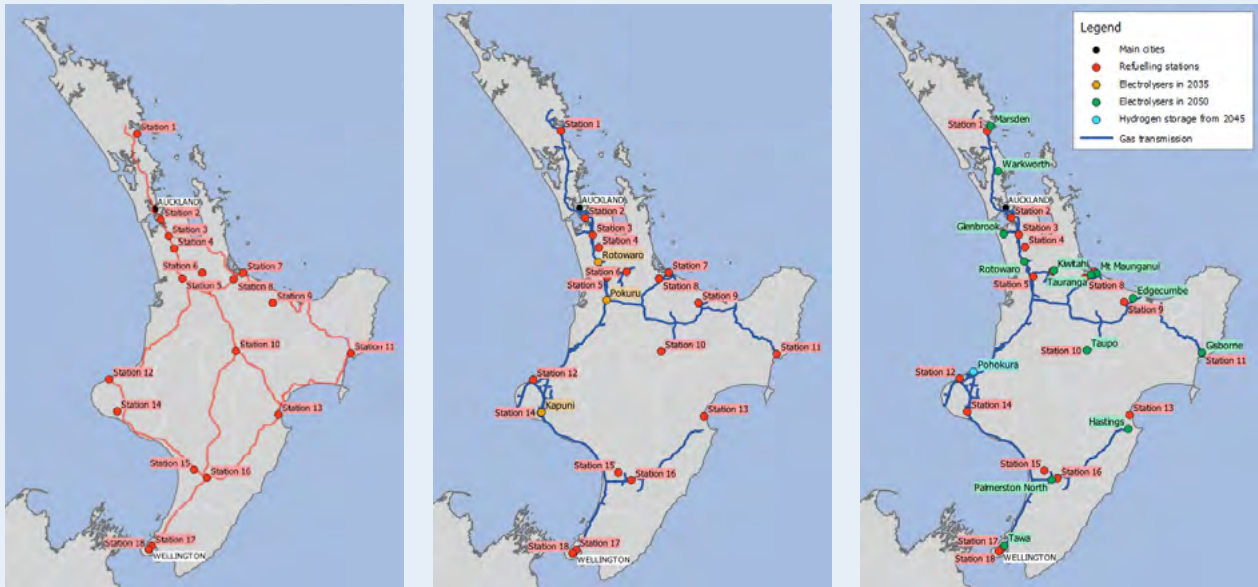 Station 1
AUCKLAND
Station 2
Station 3
Station 4
Station 6
Station 7
Station 5
Station 8
Station 9
Station 10
Station 11
Station 12
Station 14
Station 13
Station 15
Station 16
Station 17
Station 18
WELLINGTON
Station 1
AUCKLAND
Station 2
Station 3
Station 4
Rotowaro
Station 6
Station 7
Station 5
Station 8
Pokuru
Station 9
Station 10
Station 11
Station 12
Kapuni
Station 14
Station 13
Station 15
Station 16
Station 17
Station 18
WELLINGTON
Legend
Main cities
Refuelling stations
Electrolysers in 2035
Electrolysers in 2050
Hydrogen storage from 2045
Gas transmission
Marsden
Station 1
Warkworth
AUCKLAND
Station 2
Glenbrook
Station 3
Station 4
Rotowaro
Kiwitahi
Mt Maunganui
Tauranga
Station 5
Station 8
Edgecumbe
Station 9
Station 10
Taupo
Gisborne
Station 11
Pohokura
Station 12
Station 14
Station 13
Hastings
Station 15
Station 16
Palmerston North
Station 17
Tawa
Station 18
WELLINGTON